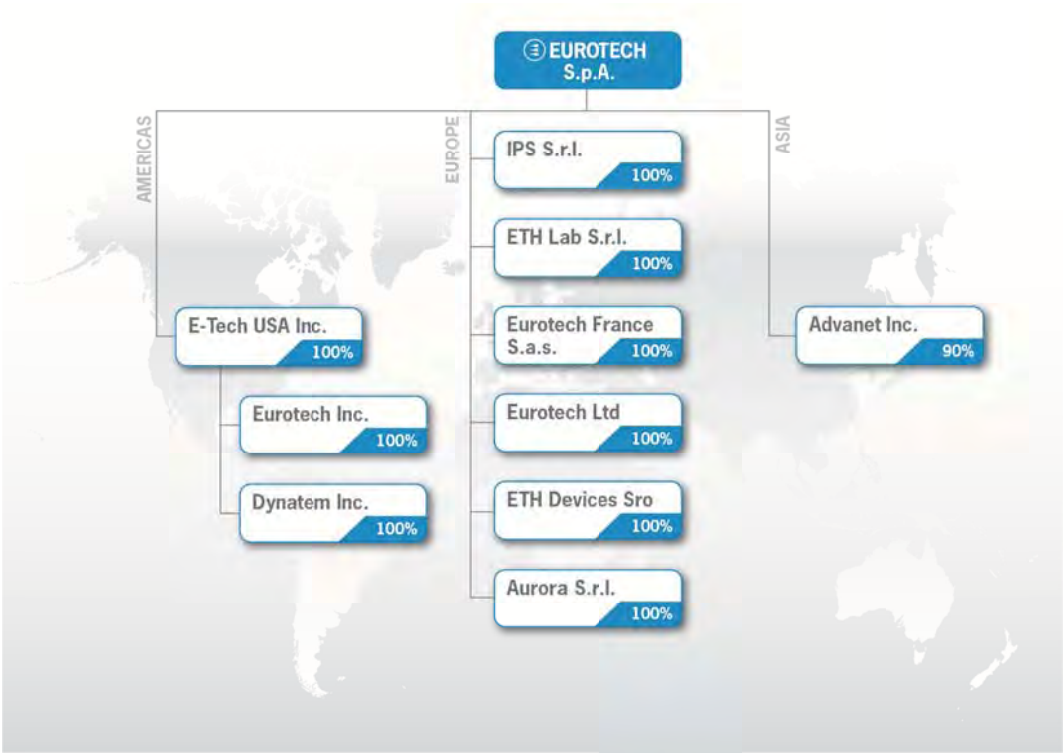 EUROTECH
S.p.A.
AMERICAS
E-Tech USA Inc.
100%
Eurotech Inc.
100%
Dynatem Inc.
100%
EUROPE
IPS S.r.l.
100%
ETH Lab S.r.l.
100%
Eurotech France
S.a.s.
100%
Eurotech Ltd
100%
ETH Devices Sro
100%
Aurora S.r.l.
100%
ASIA
Advanet Inc.
90%